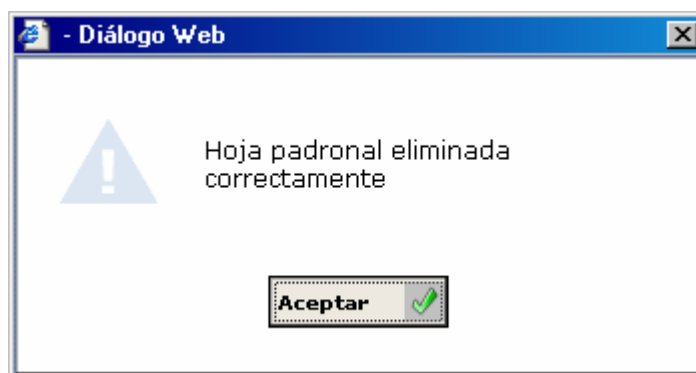 - Diálogo Web
Hoja padronal eliminada
correctamente
Aceptar